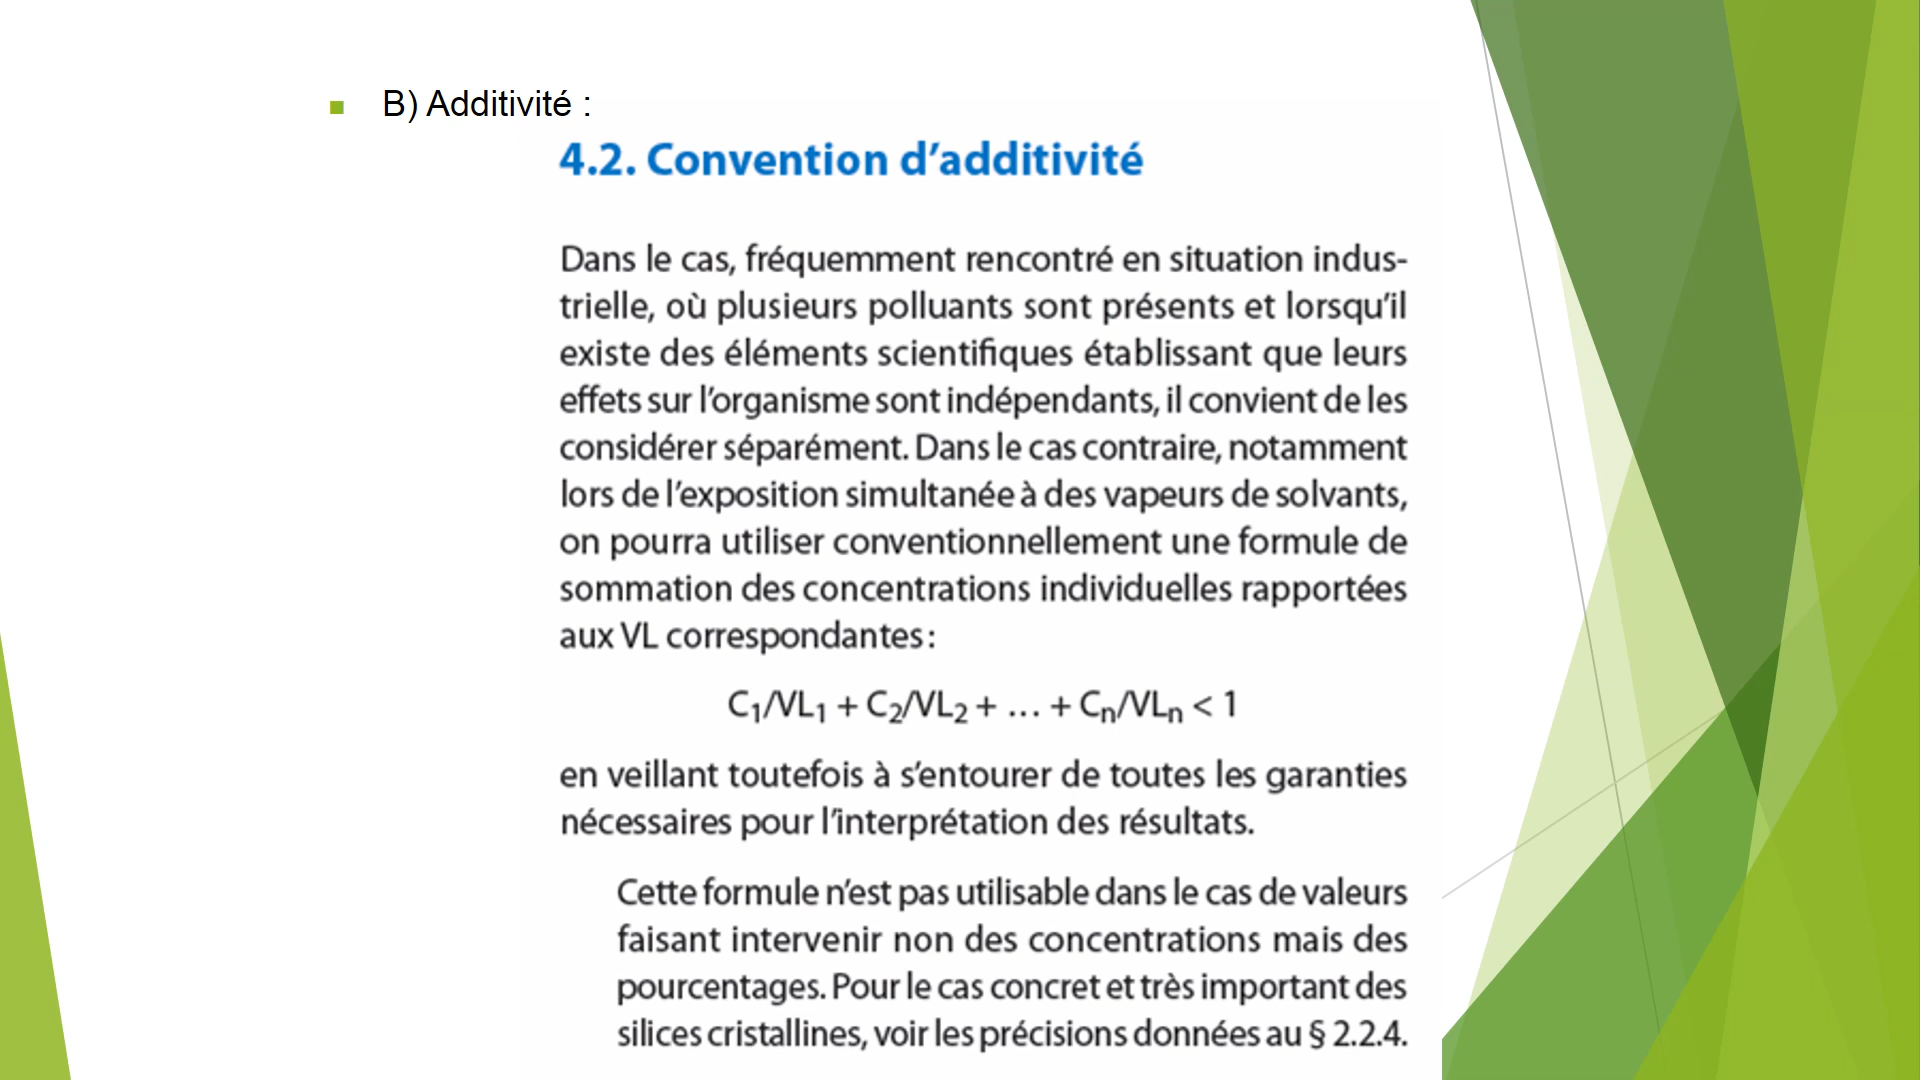 B) Additivité :
4.2. Convention d’additivité
Dans le cas, fréquemment rencontré en situation indus-
trielle, où plusieurs polluants sont présents et lorsqu’il
existe des éléments scientifiques établissant que leurs
effets sur l’organisme sont indépendants, il convient de les
considérer séparément. Dans le cas contraire, notamment
lors de l’exposition simultanée à des vapeurs de solvants,
on pourra utiliser conventionnellement une formule de
sommation des concentrations individuelles rapportées
aux VL correspondantes :
C₁/VL₁ + C₂/VL₂ + … + Cₙ/VLₙ < 1
en veillant toutefois à s’entourer de toutes les garanties
nécessaires pour l’interprétation des résultats.
Cette formule n’est pas utilisable dans le cas de valeurs
faisant intervenir non des concentrations mais des
pourcentages. Pour le cas concret et très important des
silices cristallines, voir les précisions données au § 2.2.4.